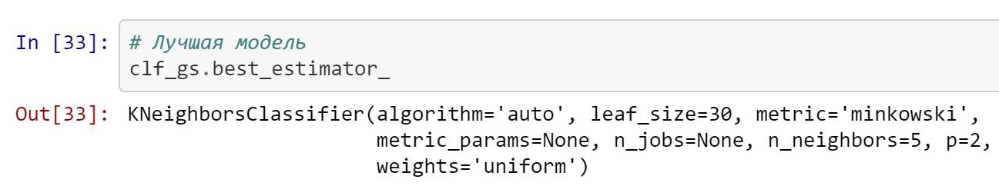 In [33]: # Лучшая модель
clf_gs.best_estimator_
Out[33]: KNeighborsClassifier(algorithm='auto', leaf_size=30, metric='minkowski',
metric_params=None, n_jobs=None, n_neighbors=5, p=2,
weights='uniform')